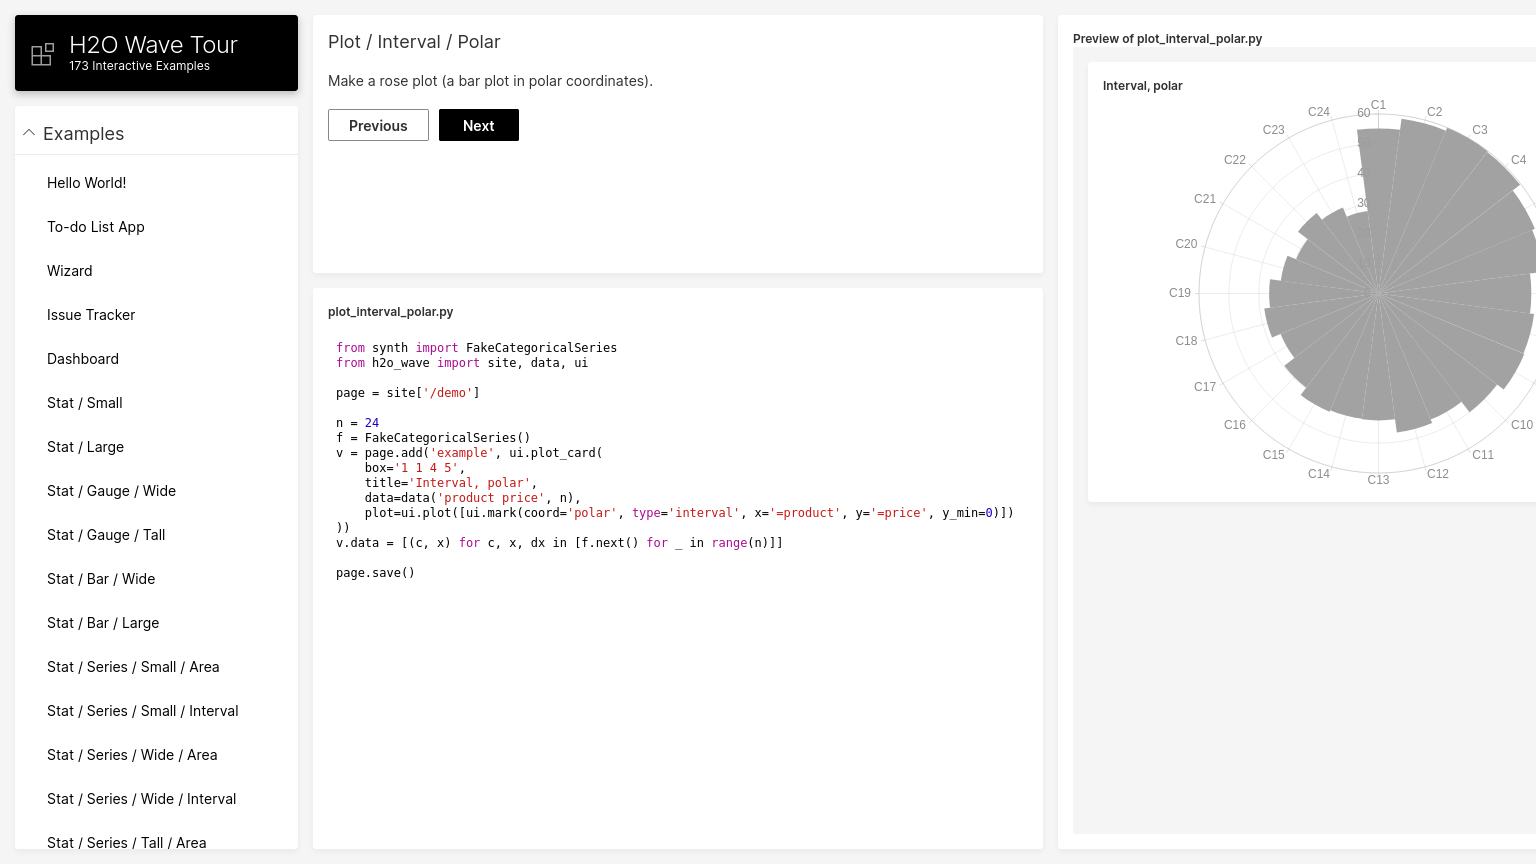 H2O Wave Tour
173 Interactive Examples
Examples
Hello World!
To-do List App
Wizard
Issue Tracker
Dashboard
Stat / Small
Stat / Large
Stat / Gauge / Wide
Stat / Gauge / Tall
Stat / Bar / Wide
Stat / Bar / Large
Stat / Series / Small / Area
Stat / Series / Small / Interval
Stat / Series / Wide / Area
Stat / Series / Wide / Interval
Stat / Series / Tall / Area
Plot / Interval / Polar
Make a rose plot (a bar plot in polar coordinates).
Previous
Next
plot_interval_polar.py
from synth import FakeCategoricalSeries
from h2o_wave import site, data, ui
page = site['/demo']
n = 24
f = FakeCategoricalSeries()
v = page.add('example', ui.plot_card(
    box='1 1 4 5',
    title='Interval, polar',
    data=data('product price', n),
    plot=ui.plot([ui.mark(coord='polar', type='interval', x='=product', y='=price', y_min=0)])
))
v.data = [(c, x) for c, x, dx in [f.next() for _ in range(n)]]
page.save()
Preview of plot_interval_polar.py
Interval, polar
C1
C2
C3
C4
C10
C11
C12
C13
C14
C15
C16
C17
C18
C19
C20
C21
C22
C23
C24
60
30